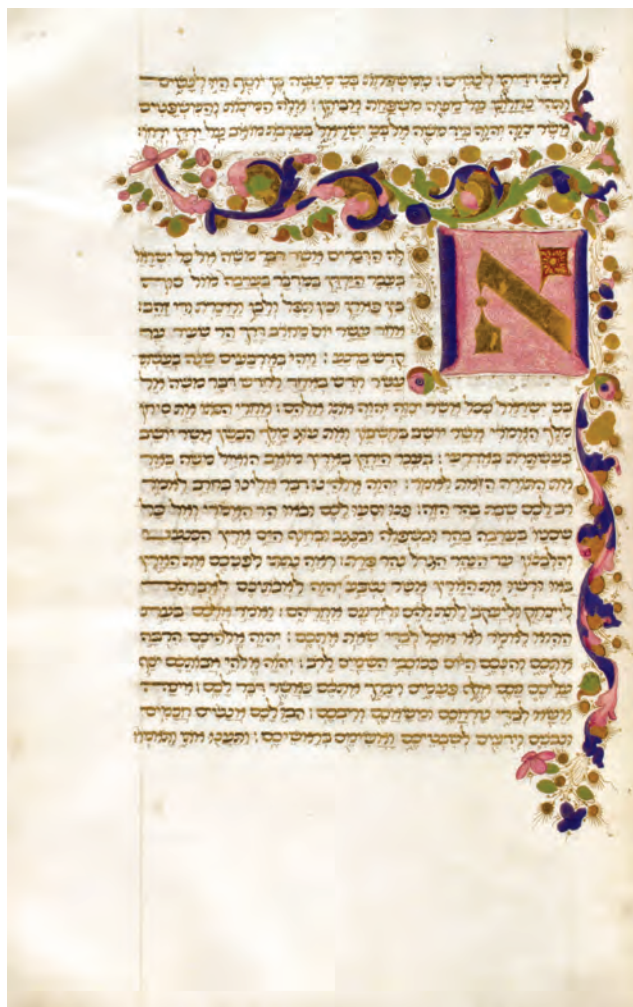 לבני דדיהן לנשים׃ ממשפחות בני מנשה בן יוסף היו לנשים
ותהי נחלתן על מטה משפחת אביהן׃ אלה המצות והמשפטים
אשר צוה יהוה ביד משה אל בני ישראל בערבת מואב על ירדן ירחו
א
לה הדברים אשר דבר משה אל כל ישראל
בעבר הירדן במדבר בערבה מול סוף
בין פארן ובין תפל ולבן וחצרת ודי זהב׃
אחד עשר יום מחרב דרך הר שעיר עד
קדש ברנע׃ ויהי בארבעים שנה בעשתי
עשר חדש באחד לחדש דבר משה אל
בני ישראל ככל אשר צוה יהוה אתו אלהם׃ אחרי הכתו את סיחן
מלך האמרי אשר יושב בחשבון ואת עוג מלך הבשן אשר יושב
בעשתרת באדרעי׃ בעבר הירדן בארץ מואב הואיל משה באר
את התורה הזאת לאמר׃ יהוה אלהינו דבר אלינו בחרב לאמר
רב לכם שבת בהר הזה׃ פנו וסעו לכם ובאו הר האמרי ואל כל
שכניו בערבה בהר ובשפלה ובנגב ובחוף הים ארץ הכנעני
והלבנון עד הנהר הגדל נהר פרת׃ ראה נתתי לפניכם את הארץ
באו ורשו את הארץ אשר נשבע יהוה לאבתיכם לאברהם
ליצחק וליעקב לתת להם ולזרעם אחריהם׃ ואמר אלכם בעת
ההוא לאמר לא אוכל לבדי שאת אתכם׃ יהוה אלהיכם הרבה
אתכם והנכם היום ככוכבי השמים לרב׃ יהוה אלהי אבותכם יסף
עליכם ככם אלף פעמים ויברך אתכם כאשר דבר לכם׃ איכה
אשא לבדי טרחכם ומשאכם וריבכם׃ הבו לכם אנשים חכמים
ונבנים וידעים לשבטיכם ואשימם בראשיכם׃ ותענו אתי ותאמרו